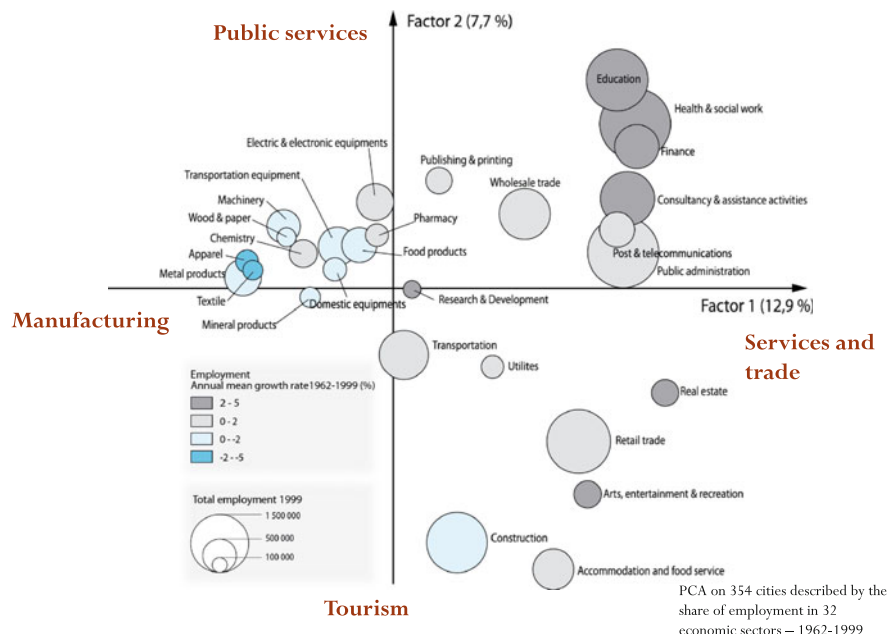 Public services
Factor 2 (7,7 %)
Education
Health & social work
Finance
Electric & electronic equipments
Publishing & printing
Transportation equipment
Wholesale trade
Machinery
Consultancy & assistance activities
Wood & paper
Pharmacy
Chemistry
Food products
Apparel
Post & telecommunications
Metal products
Public administration
Textile
Domestic equipments
Research & Development
Factor 1 (12,9 %)
Mineral products
Manufacturing
Services and
trade
Transportation
Utilites
Employment
Annual mean growth rate1962-1999 (%)
2 - 5
0 - 2
0 - -2
-2 - -5
Real estate
Retail trade
Arts, entertainment & recreation
Total employment 1999
1 500 000
500 000
100 000
Construction
Accommodation and food service
Tourism
PCA on 354 cities described by the
share of employment in 32
economic sectors – 1962-1999